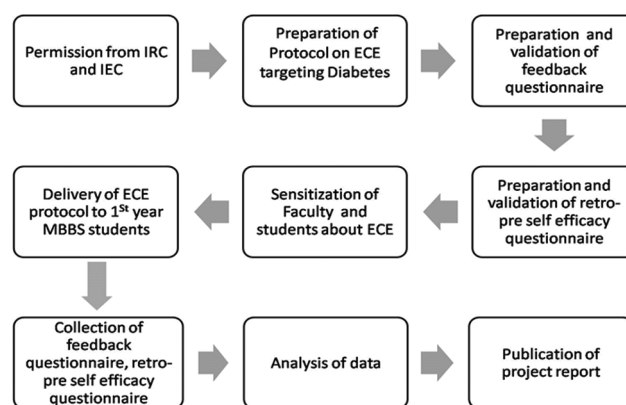 Permission from IRC
and IEC
Preparation of
Protocol on ECE
targeting Diabetes
Preparation and
validation of
feedback
questionnaire
Preparation and
validation of retro-
pre self efficacy
questionnaire
Sensitization of
Faculty and
students about ECE
Delivery of ECE
protocol to 1St year
MBBS students
Collection of
feedback
questionnaire, retro-
pre self efficacy
questionnaire
Analysis of data
Publication of
project report